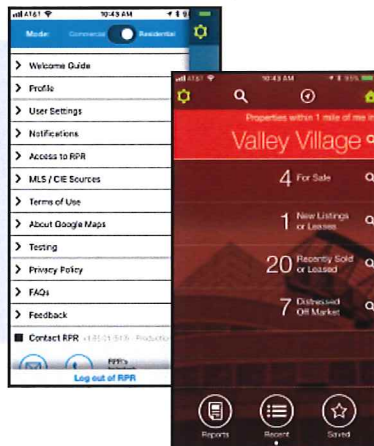 AT&T
10:43 AM
Mode:
Commercial
Residential
Welcome Guide
Profile
User Settings
Notifications
Access to RPR
MLS / CIE Sources
Terms of Use
About Google Maps
Testing
Privacy Policy
FAQs
Feedback
Contact RPR
Log out of RPR
AT&T
10:43 AM
95%
Properties within 1 mile of me in
Valley Village
4 For Sale
1 New Listings
or Leases
20 Recently Sold
or Leased
7 Distressed
Off Market
Reports
Recent
Saved